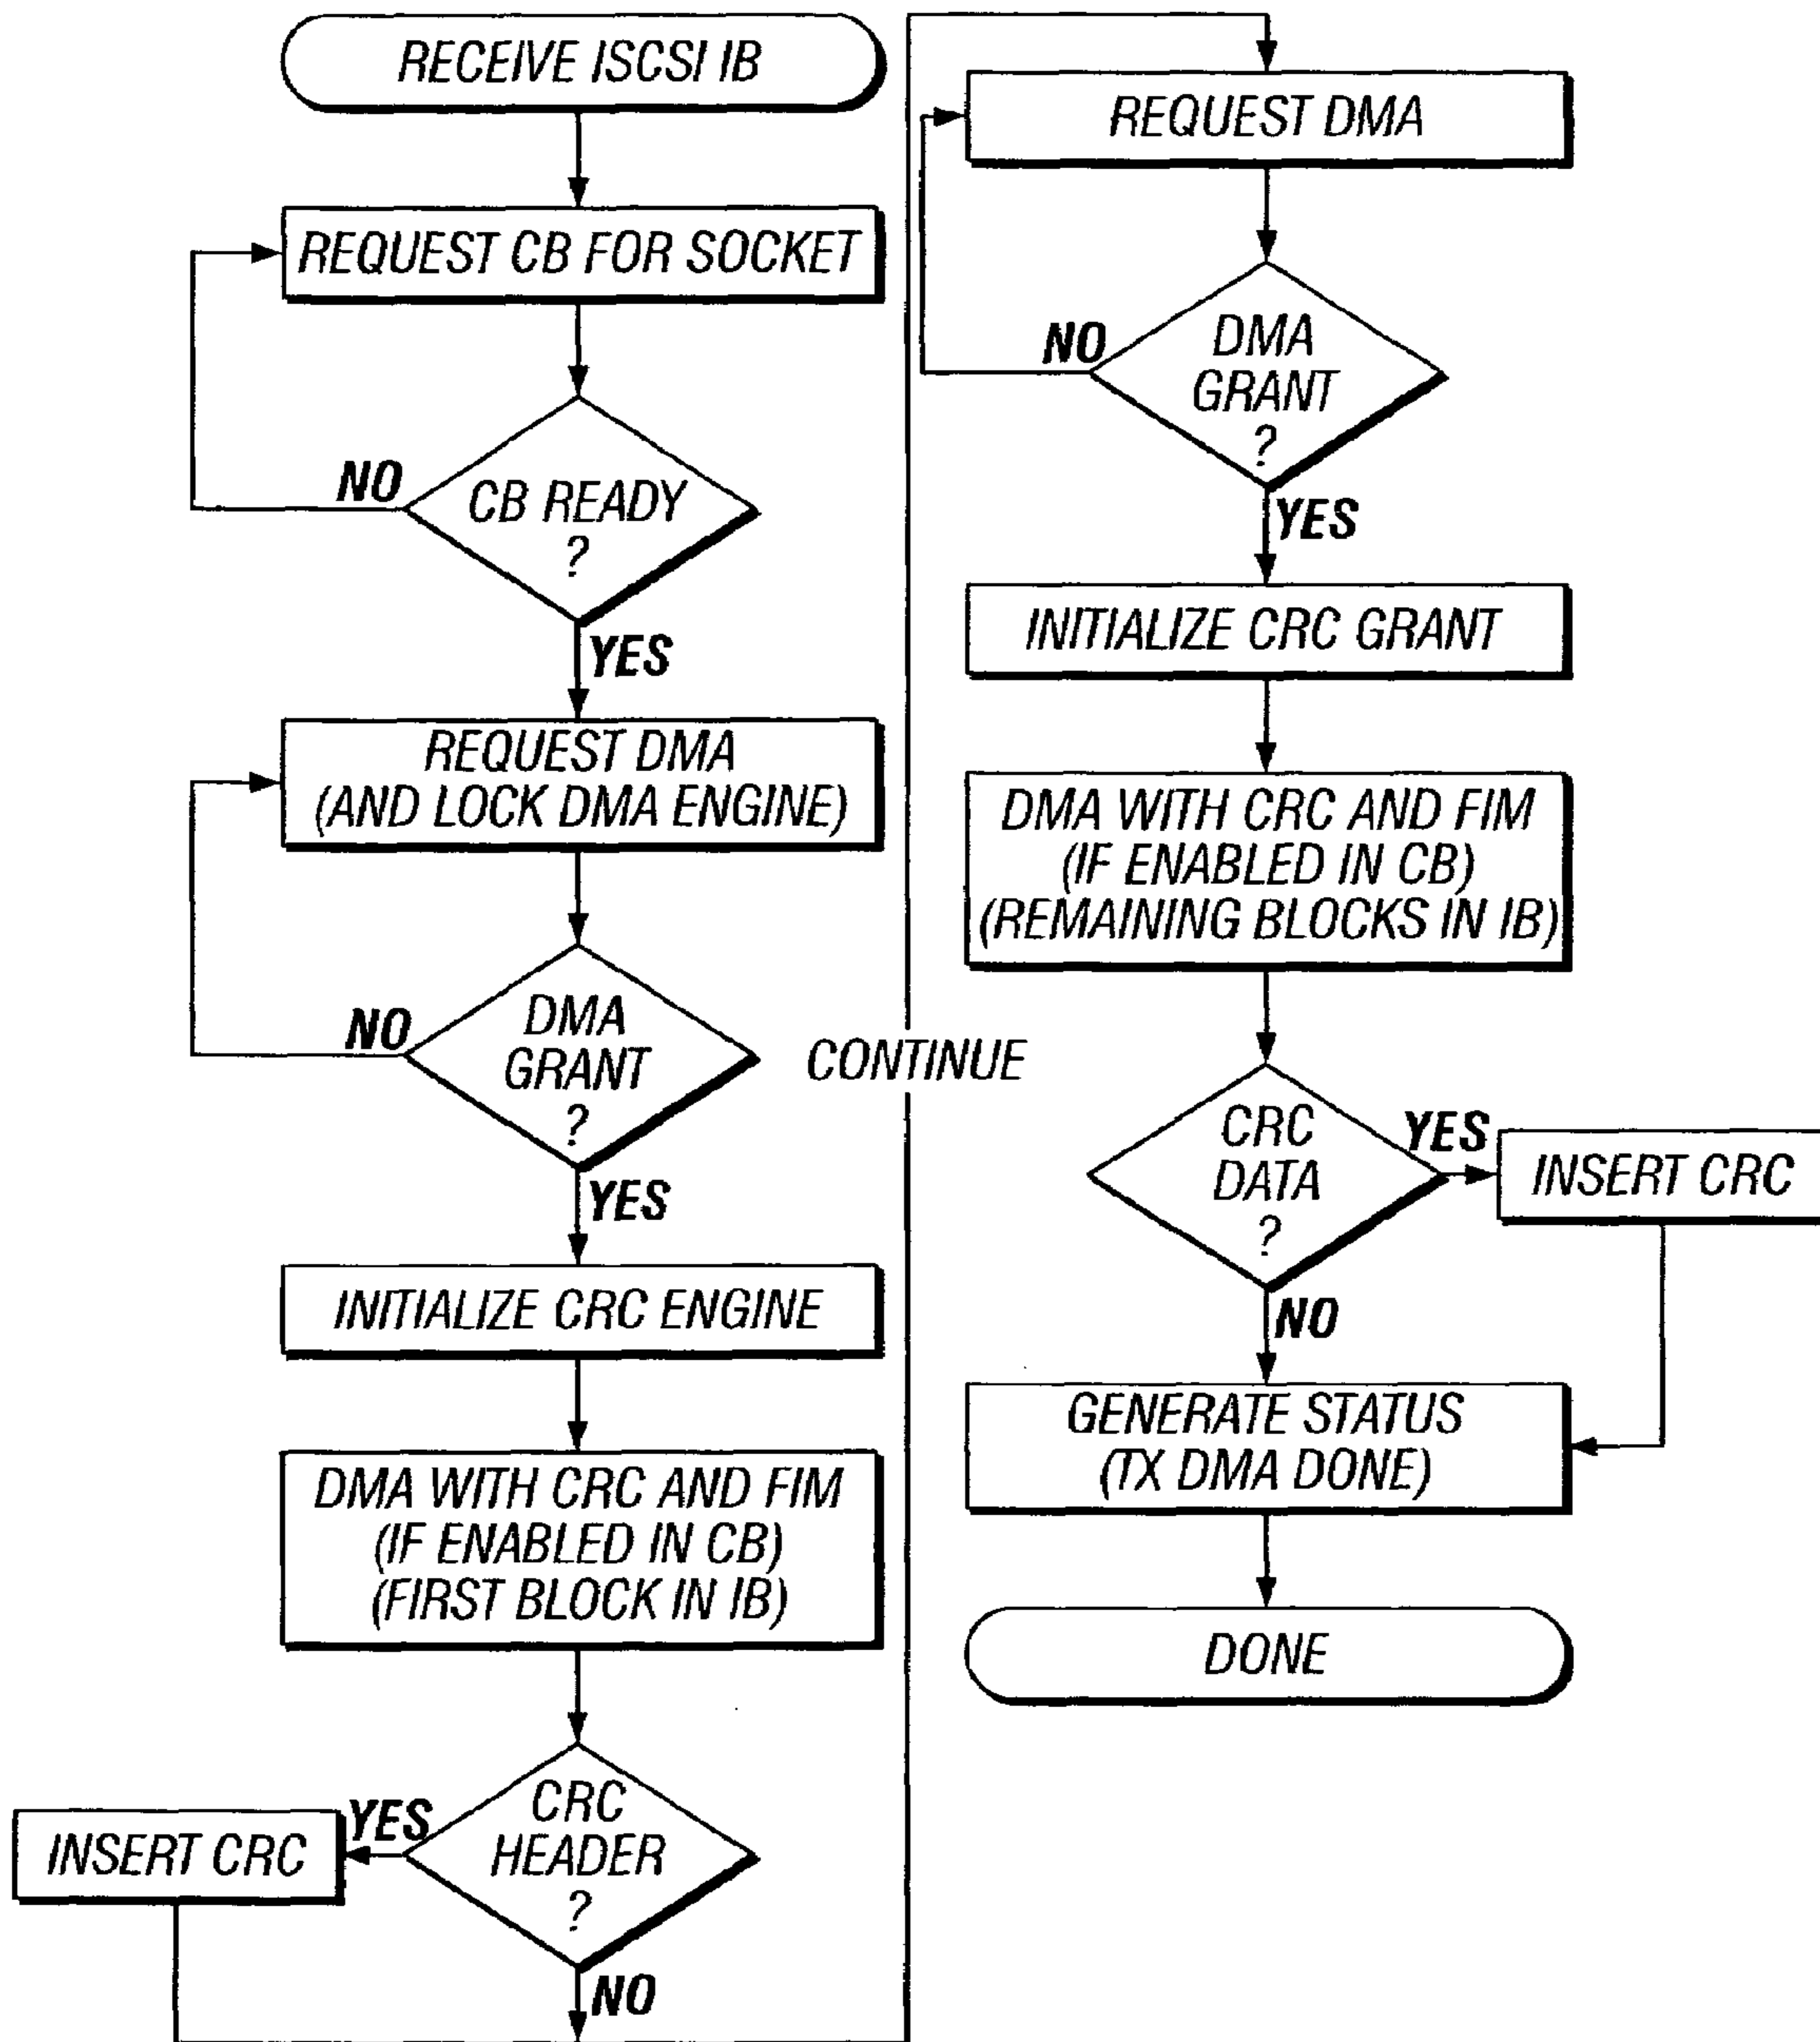 RECEIVE ISCSI IB
REQUEST CB FOR SOCKET
NO
CB READY
?
YES
REQUEST DMA
(AND LOCK DMA ENGINE)
NO
DMA
GRANT
?
YES
INITIALIZE CRC ENGINE
DMA WITH CRC AND FIM
(IF ENABLED IN CB)
(FIRST BLOCK IN IB)
CRC
HEADER
?
YES
INSERT CRC
NO
CONTINUE
REQUEST DMA
NO
DMA
GRANT
?
YES
INITIALIZE CRC GRANT
DMA WITH CRC AND FIM
(IF ENABLED IN CB)
(REMAINING BLOCKS IN IB)
CRC
DATA
?
YES
INSERT CRC
NO
GENERATE STATUS
(TX DMA DONE)
DONE